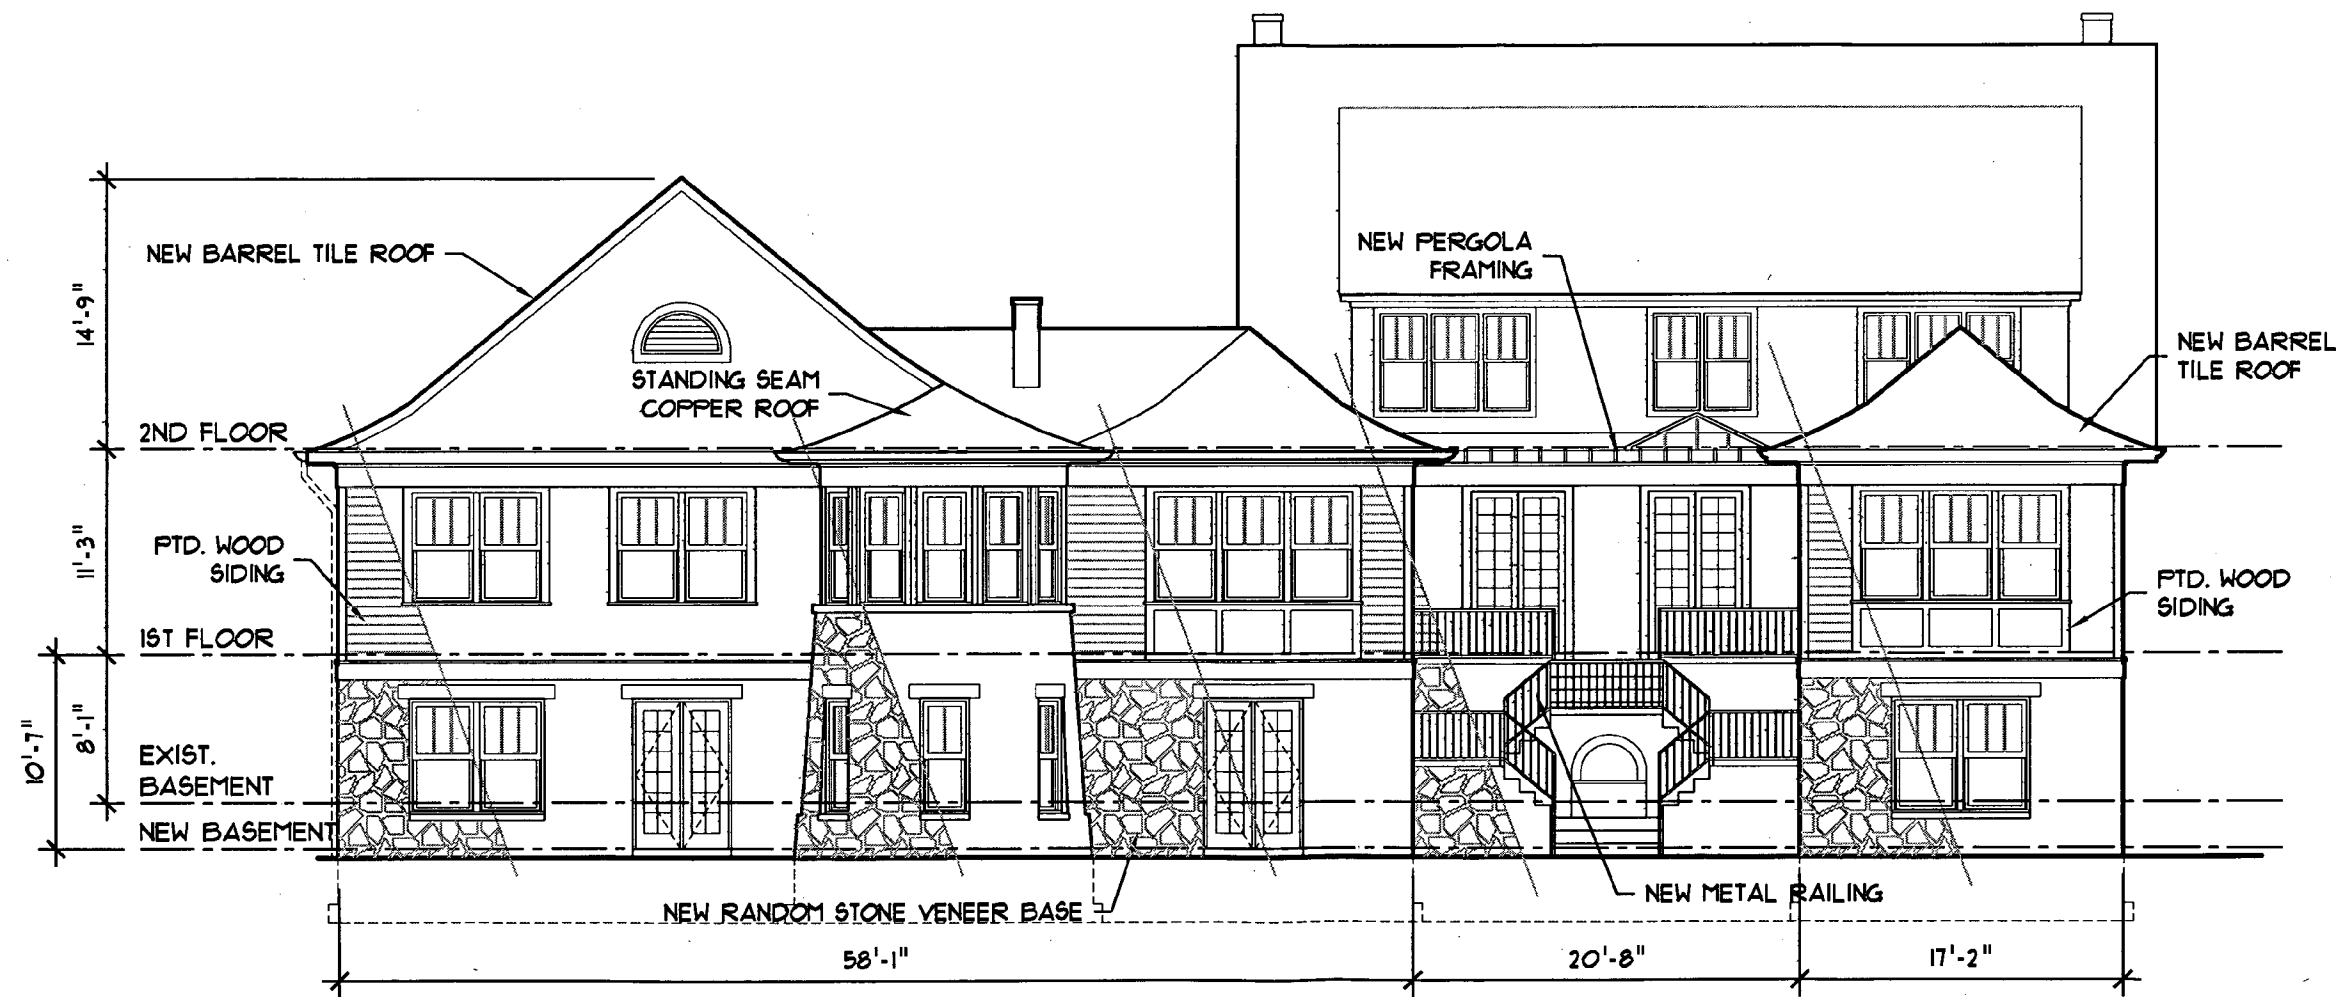 NEW BARREL TILE ROOF
14'-9"
STANDING SEAM
COPPER ROOF
NEW PERGOLA
FRAMING
NEW BARREL
TILE ROOF
2ND FLOOR
11'-3"
PTD. WOOD
SIDING
PTD. WOOD
SIDING
1ST FLOOR
10'-7"
8'-1"
EXIST.
BASEMENT
NEW BASEMENT
NEW RANDOM STONE VENEER BASE
NEW METAL RAILING
58'-1"
20'-8"
17'-2"